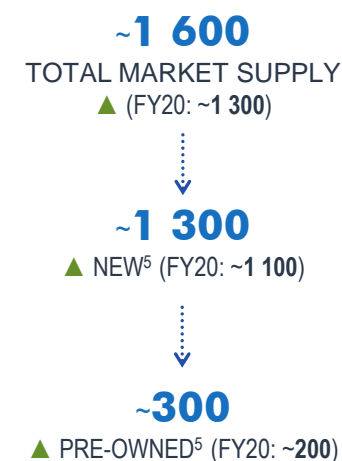 ~1 600
TOTAL MARKET SUPPLY
▲ (FY20: ~1 300)
~1 300
▲ NEW⁵ (FY20: ~1 100)
~300
▲ PRE-OWNED⁵ (FY20: ~200)